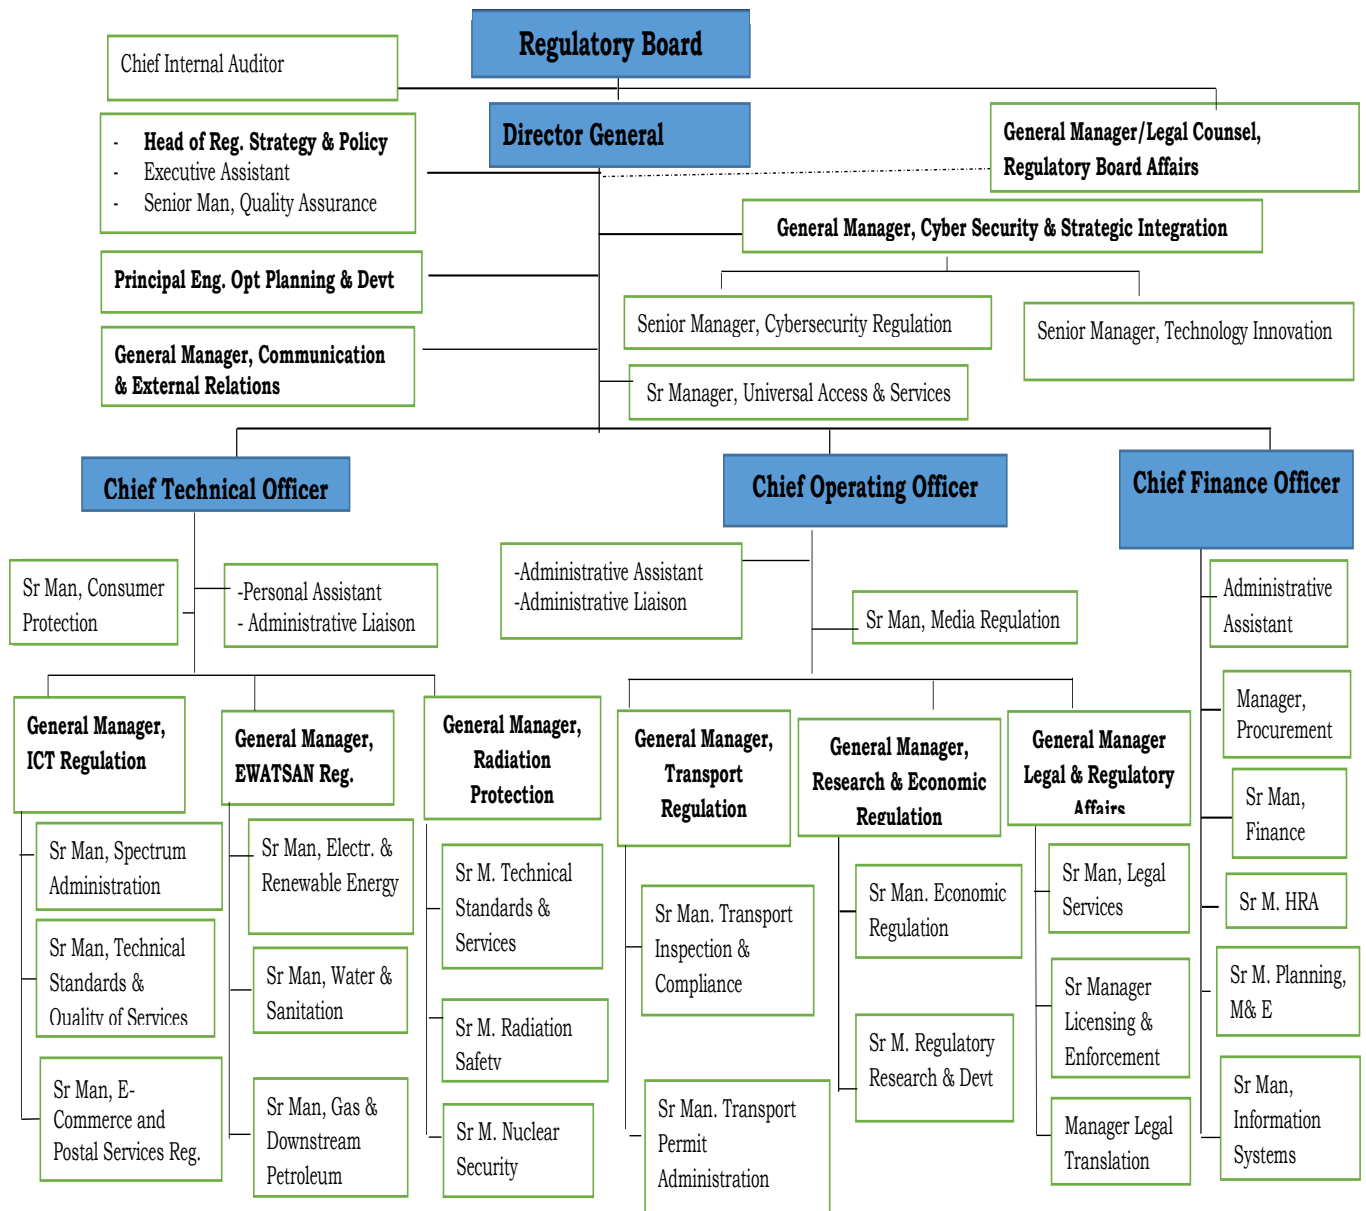 Regulatory Board
Chief Internal Auditor
Director General
- Head of Reg. Strategy & Policy
- Executive Assistant
- Senior Man, Quality Assurance
General Manager/Legal Counsel,
Regulatory Board Affairs
General Manager, Cyber Security & Strategic Integration
Principal Eng. Opt Planning & Devt
Senior Manager, Cybersecurity Regulation
Senior Manager, Technology Innovation
General Manager, Communication
& External Relations
Sr Manager, Universal Access & Services
Chief Technical Officer
Chief Operating Officer
Chief Finance Officer
Sr Man, Consumer
Protection
-Personal Assistant
- Administrative Liaison
-Administrative Assistant
-Administrative Liaison
Sr Man, Media Regulation
Administrative
Assistant
Manager,
Procurement
Sr Man,
Finance
Sr M. HRA
Sr M. Planning,
M& E
Sr Man,
Information
Systems
General Manager,
ICT Regulation
Sr Man, Spectrum
Administration
Sr Man, Technical
Standards &
Quality of Services
Sr Man, E-
Commerce and
Postal Services Reg.
General Manager,
EWATSAN Reg.
Sr Man, Electr. &
Renewable Energy
Sr Man, Water &
Sanitation
Sr Man, Gas &
Downstream
Petroleum
General Manager,
Radiation
Protection
Sr M. Technical
Standards &
Services
Sr M. Radiation
Safety
Sr M. Nuclear
Security
General Manager,
Transport
Regulation
Sr Man. Transport
Inspection &
Compliance
Sr Man. Transport
Permit
Administration
General Manager,
Research & Economic
Regulation
Sr Man. Economic
Regulation
Sr M. Regulatory
Research & Devt
General Manager
Legal & Regulatory
Affairs
Sr Man, Legal
Services
Sr Manager
Licensing &
Enforcement
Manager Legal
Translation